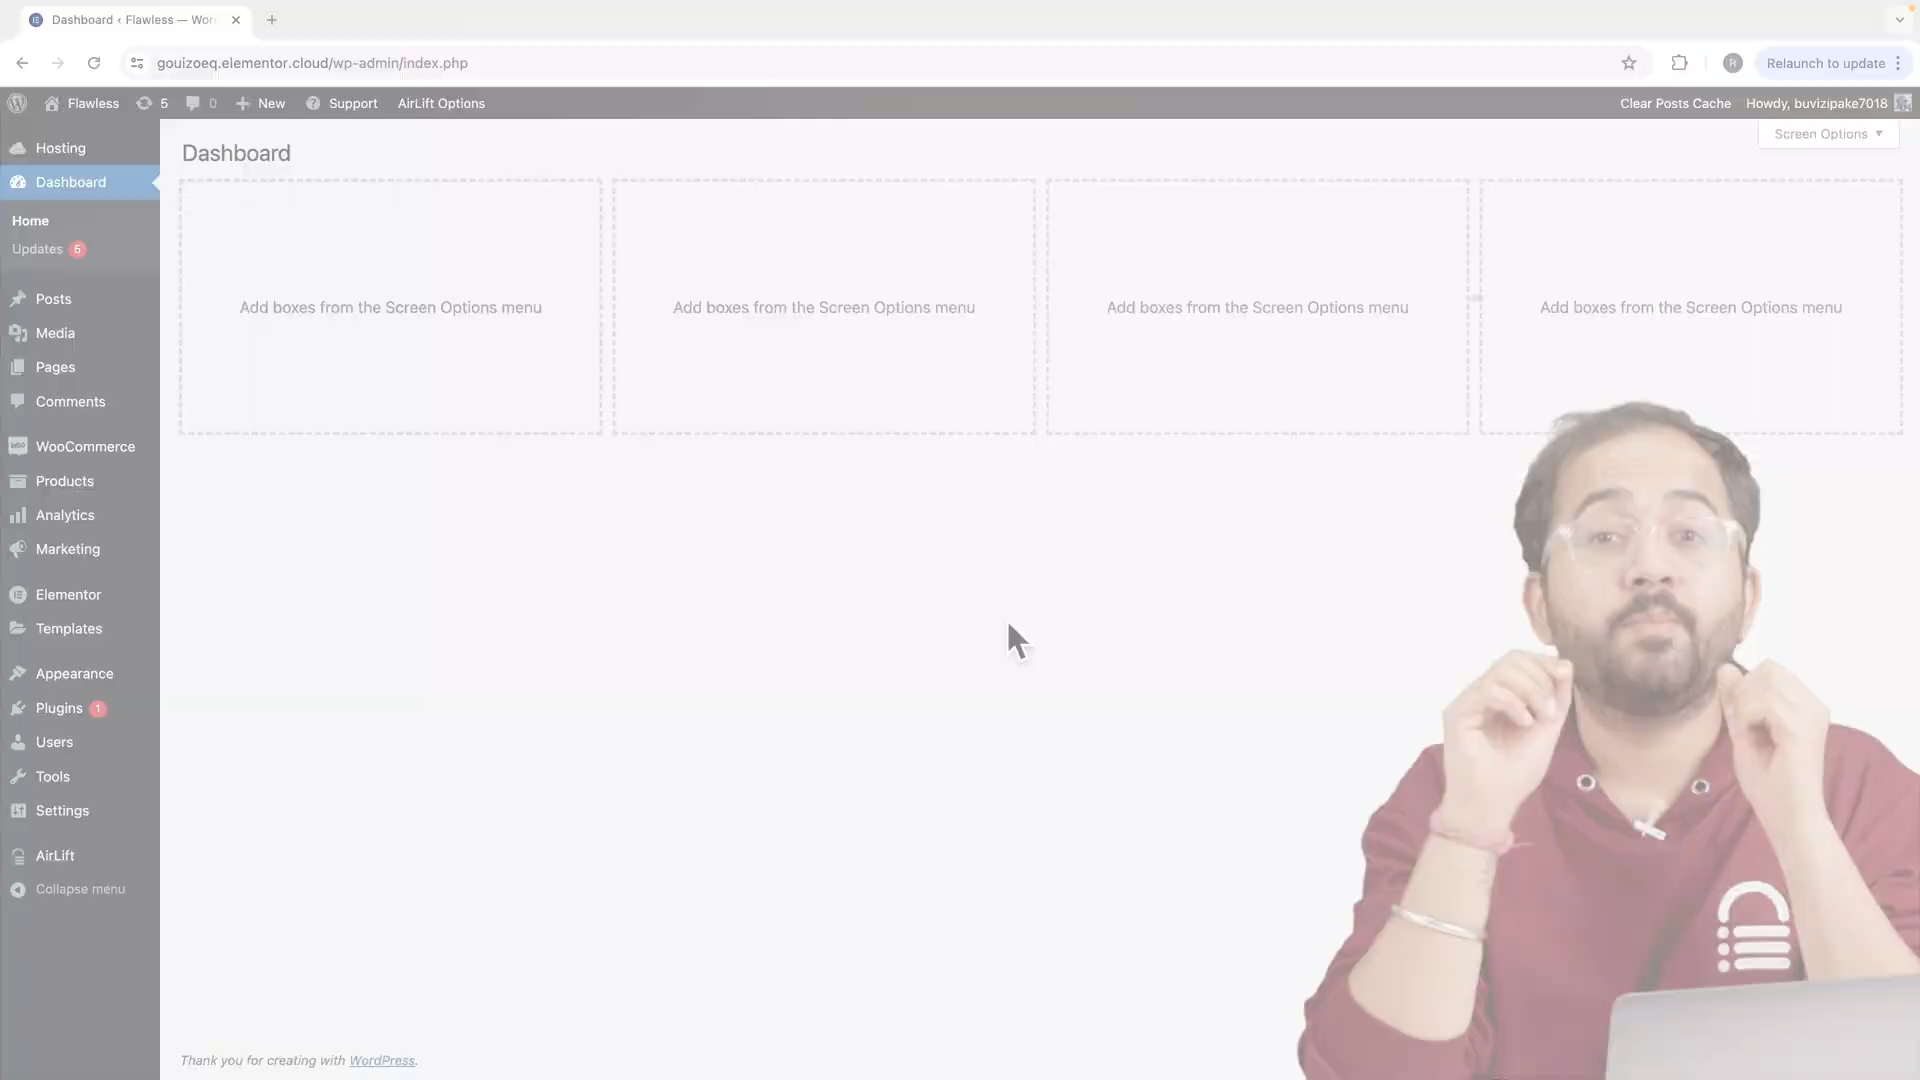 Dashboard ‹ Flawless — Wor
gouizoeq.elementor.cloud/wp-admin/index.php
Relaunch to update
R
Flawless 5 0 New Support AirLift Options
Clear Posts Cache Howdy, buvizipake7018
Screen Options
Hosting
Dashboard
Home
Updates 6
Posts
Media
Pages
Comments
WooCommerce
Products
Analytics
Marketing
Elementor
Templates
Appearance
Plugins 1
Users
Tools
Settings
AirLift
Collapse menu
Dashboard
Add boxes from the Screen Options menu
Add boxes from the Screen Options menu
Add boxes from the Screen Options menu
Add boxes from the Screen Options menu
Thank you for creating with WordPress.